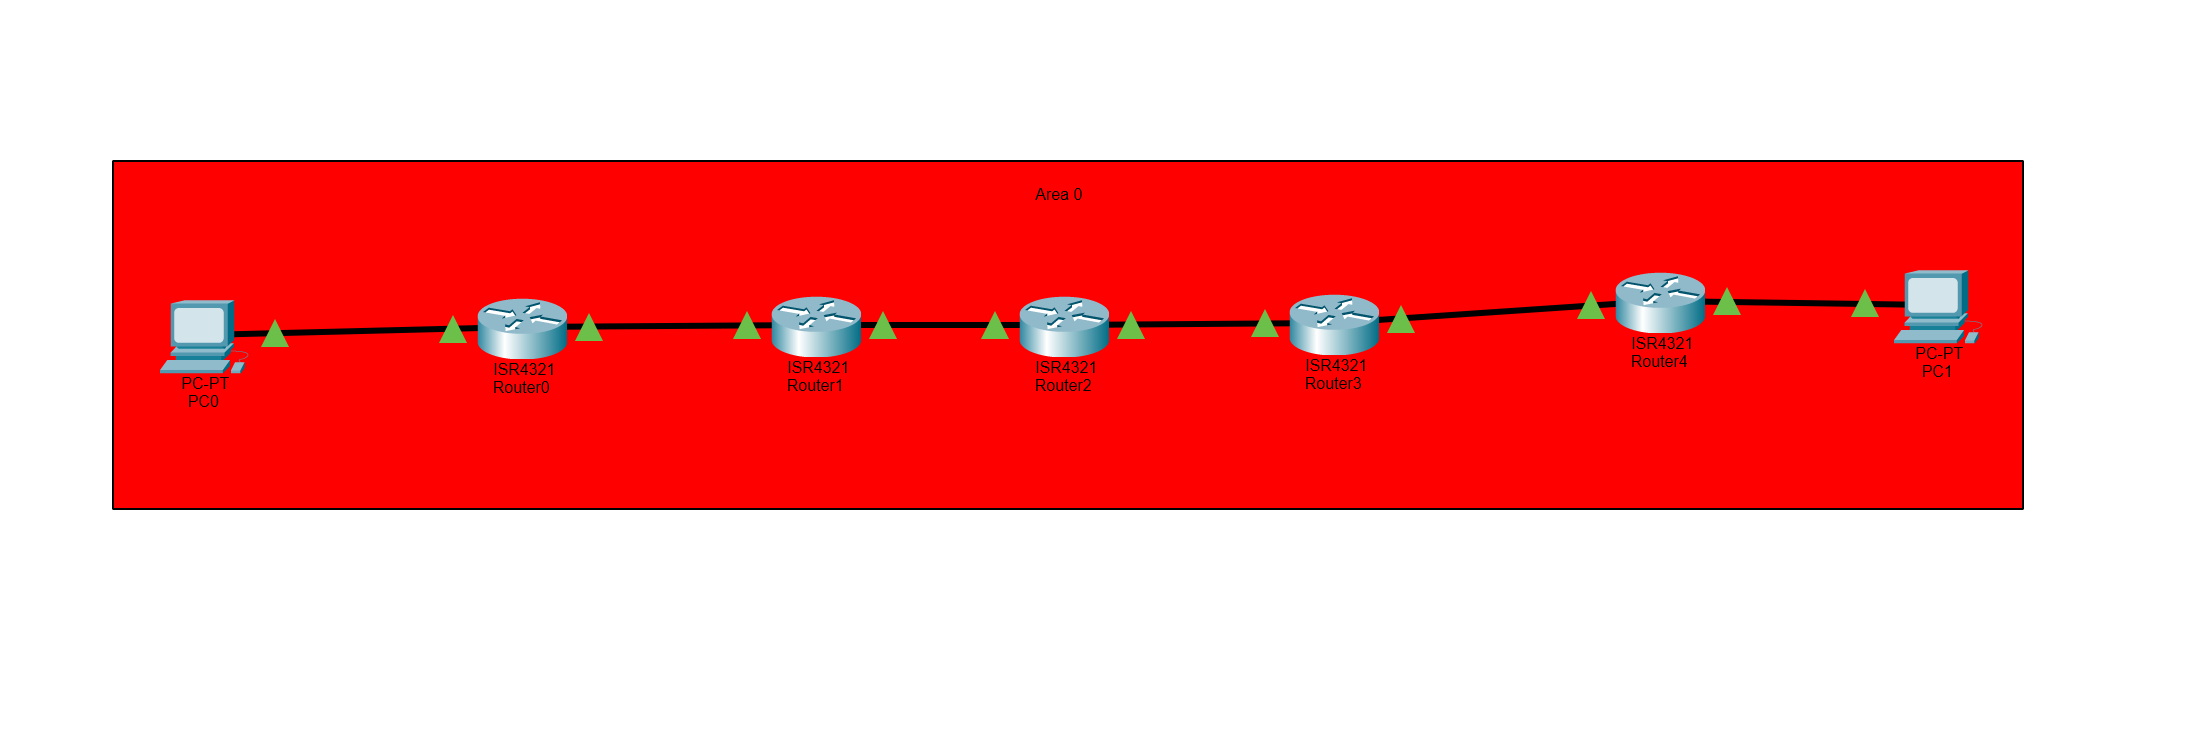 Area 0
PC-PT
PC0
ISR4321
Router0
ISR4321
Router1
ISR4321
Router2
ISR4321
Router3
ISR4321
Router4
PC-PT
PC1